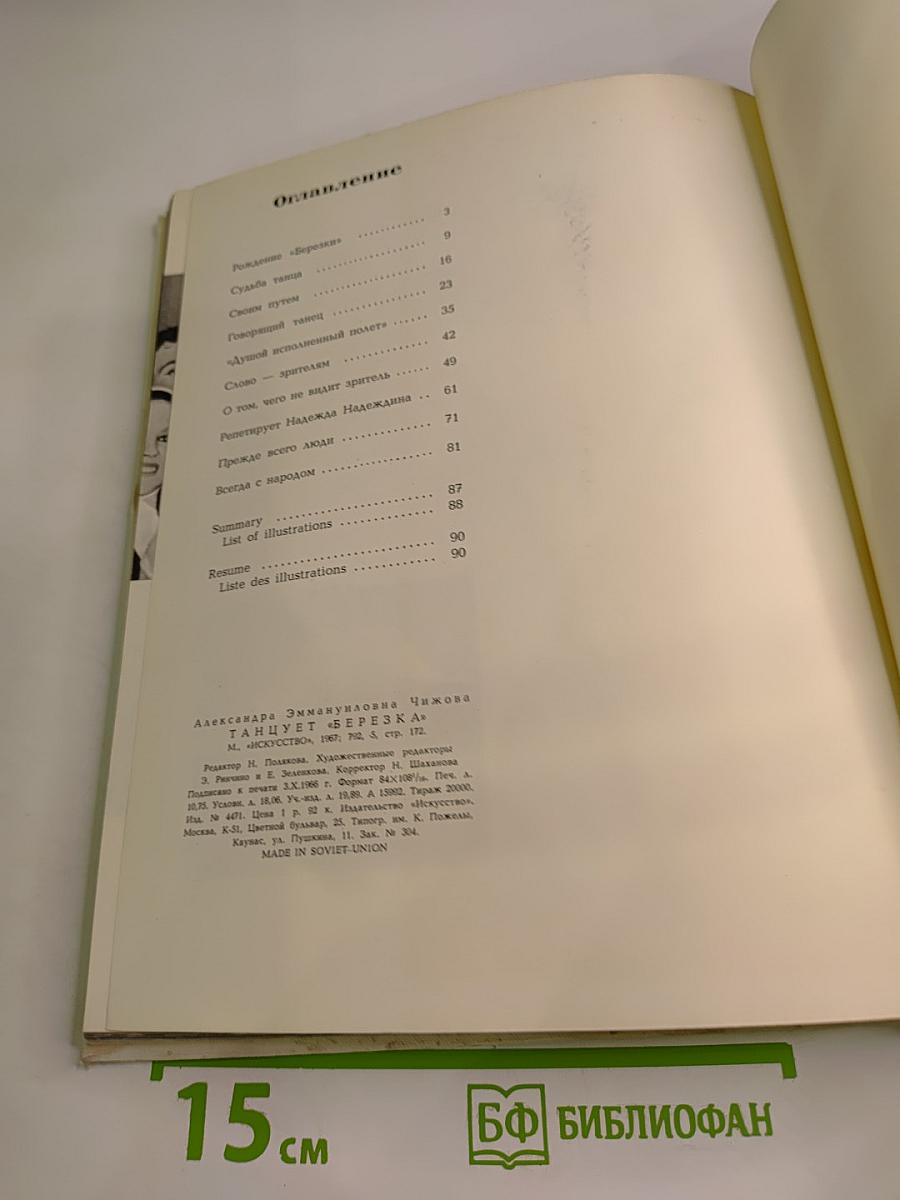 Оглавление
Рождение «Березки» .......... 3
Судьба танца .......... 9
Своим путем .......... 16
Говорящий танец .......... 23
«Душой исполненный полет» ...... 35
Слово — зрителям .......... 42
О том, чего не видит зритель ...... 49
Репетирует Надежда Надеждина .. 61
Прежде всего люди .......... 71
Всегда с народом .......... 81
Summary .......... 87
List of illustrations .......... 88
Resume .......... 90
Liste des illustrations .......... 90
Александра Эммануиловна Чижова
ТАНЦУЕТ «БЕРЕЗКА»
М., «ИСКУССТВО», 1967; 792, -5, стр. 172.
Редактор Н. Полякова. Художественные редакторы
Э. Ринчино и Е. Зеленкова. Корректор Н. Шаханова
Подписано к печати 3.X.1966 г. Формат 84×108¹/₁₆. Печ. л.
10,75. Условн. л. 18,06. Уч.-изд. л. 19,89. А 15992. Тираж 20000.
Изд. № 4471. Цена 1 р. 92 к. Издательство «Искусство»,
Москва, К-51, Цветной бульвар, 25. Типогр. им. К. Пожелы,
Каунас, ул. Пушкина, 11. Зак. № 304.
MADE IN SOVIET-UNION
15 см
БФ БИБЛИОФАН